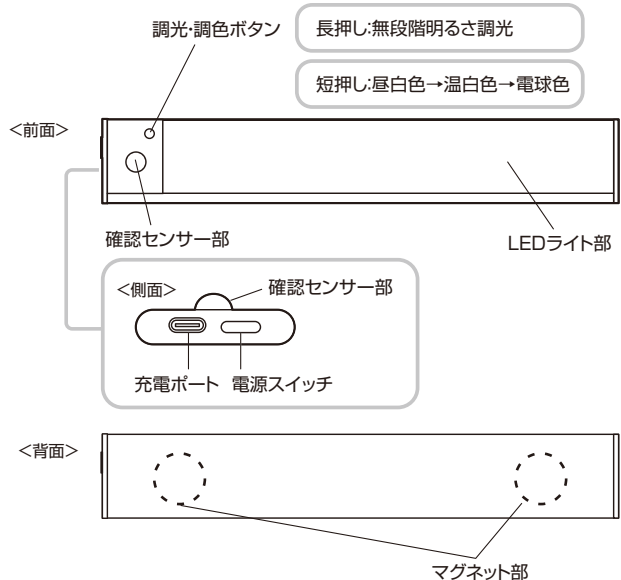 調光・調色ボタン
長押し:無段階明るさ調光
短押し:昼白色→温白色→電球色
<前面>
確認センサー部
LEDライト部
<側面>
確認センサー部
充電ポート
電源スイッチ
<背面>
マグネット部